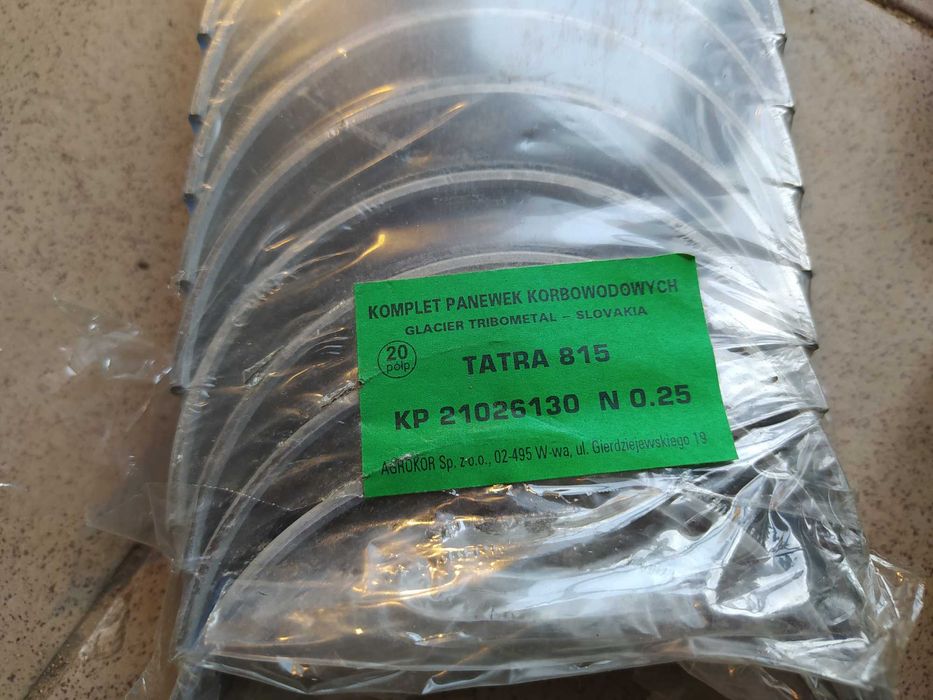 KOMPLET PANEWEK KORBOWODOWYCH
GLACIER TRIBOMETAL – SLOVAKIA
20
półp.
TATRA 815
KP 21026130 N 0.25
AGROKOR Sp. z o.o., 02-495 W-wa, ul. Gierdziejewskiego 19